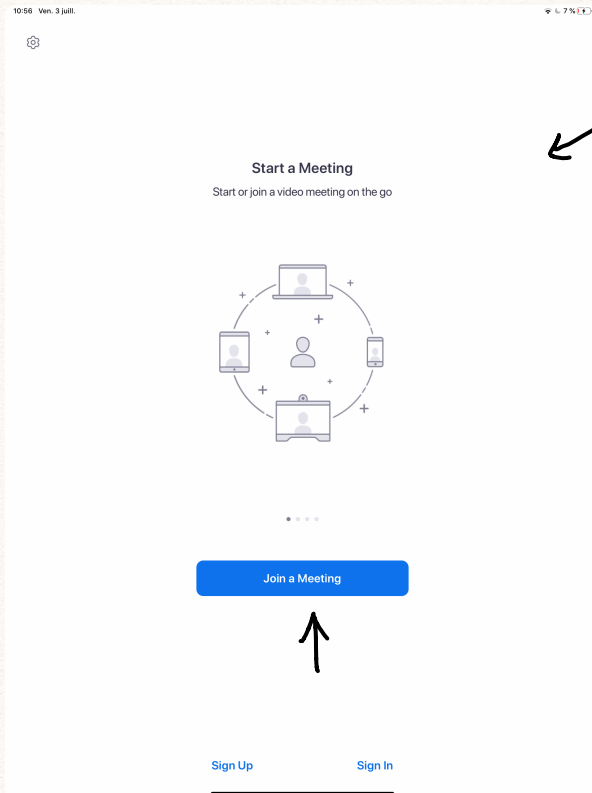 10:56 Ven. 3 juill. 7 %
Start a Meeting
Start or join a video meeting on the go
Join a Meeting
Sign Up Sign In